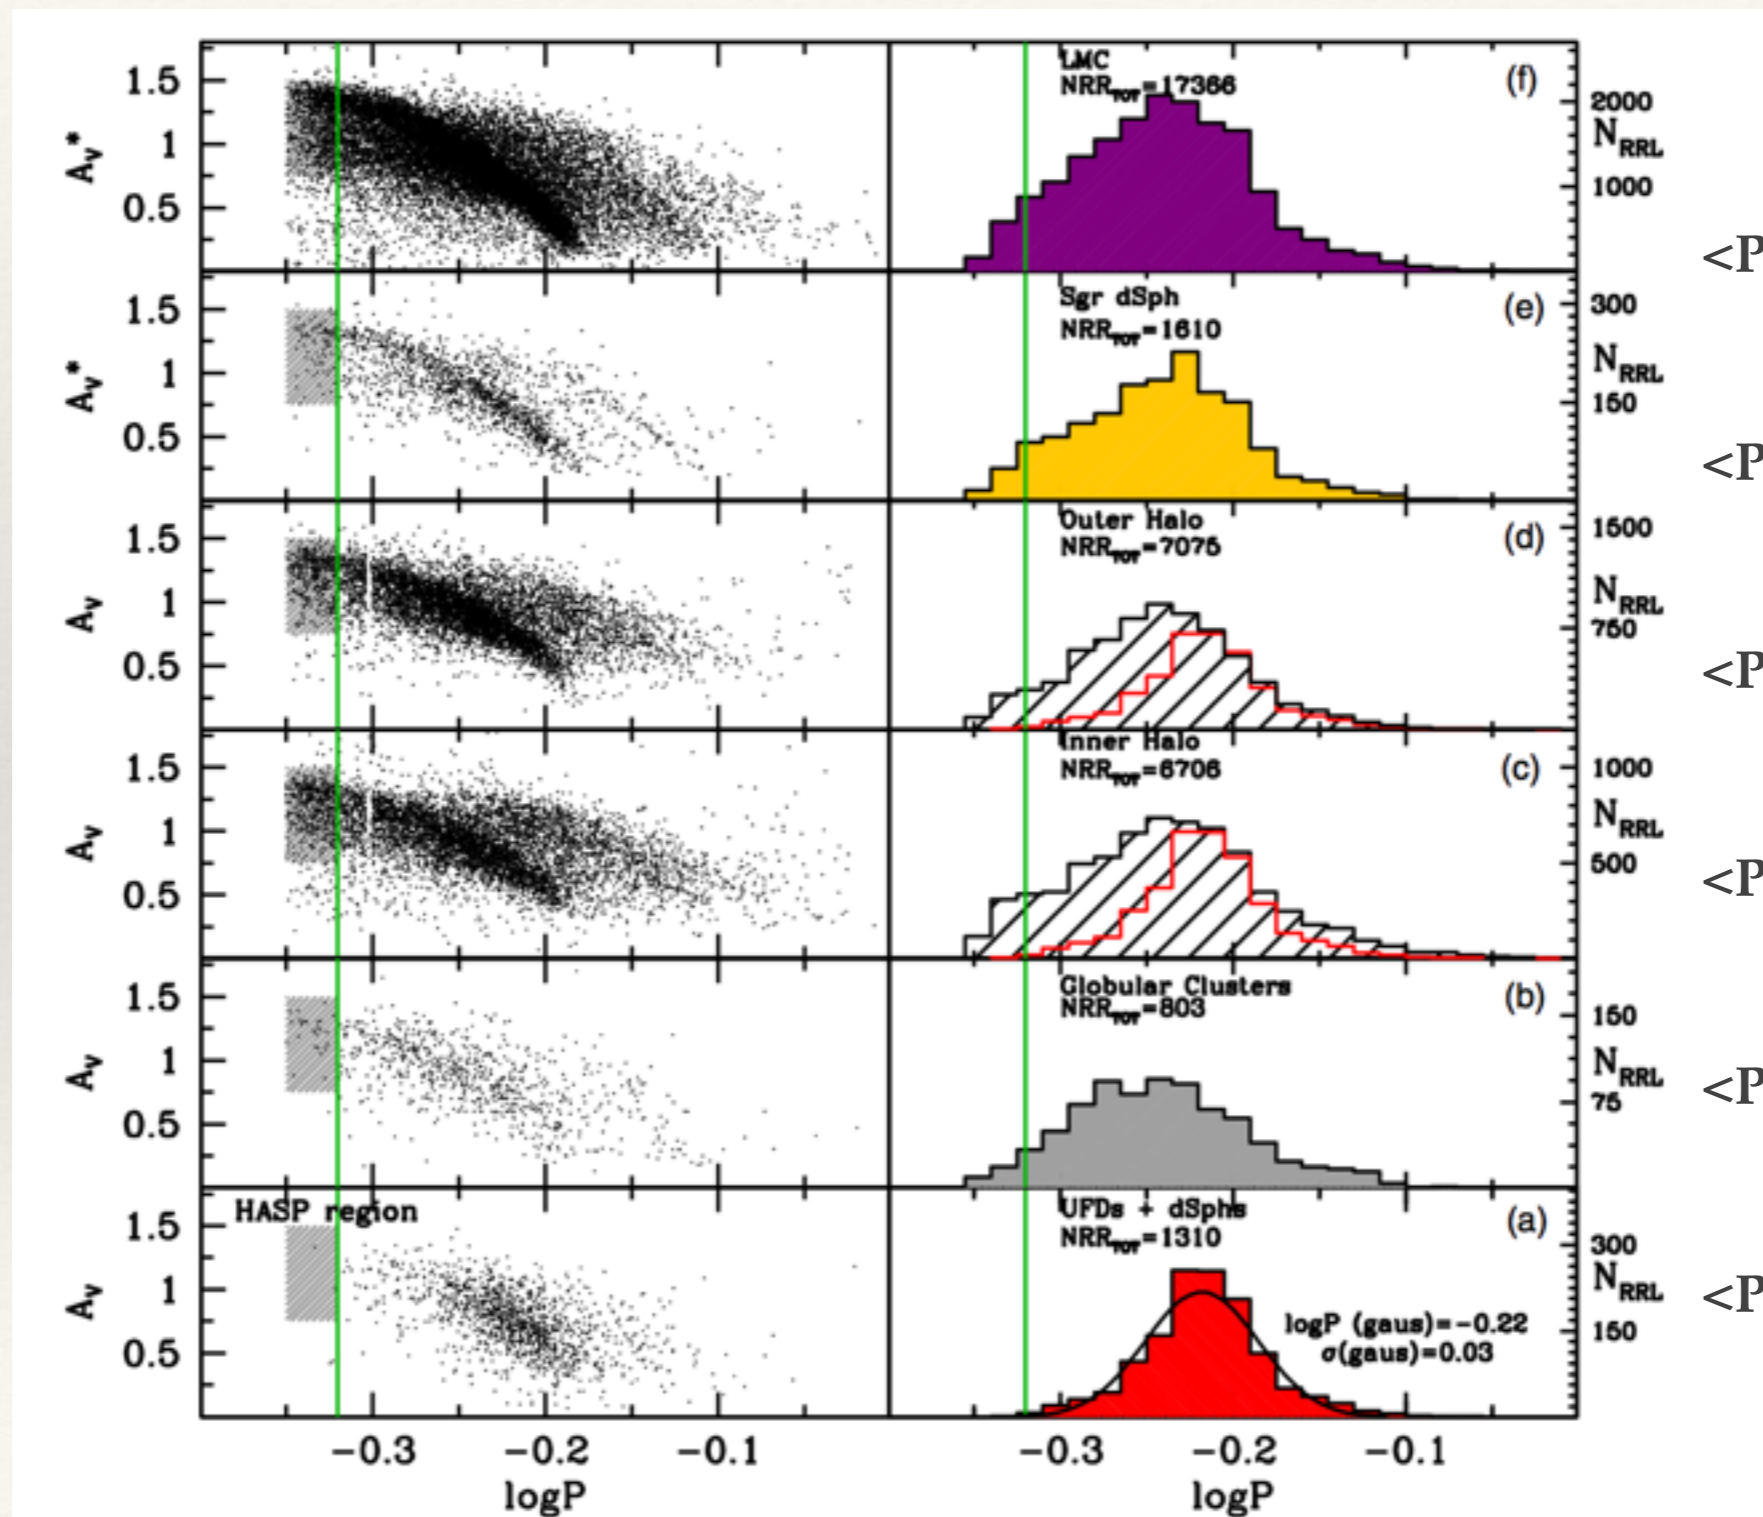 LMC
NRR_TOT=17366
(f)
1.5
1
0.5
A_V*
2000
N_RRL
1000
<P
Sgr dSph
NRR_TOT=1610
(e)
1.5
1
0.5
A_V*
300
N_RRL
150
<P
Outer Halo
NRR_TOT=7075
(d)
1.5
1
0.5
A_V
1500
N_RRL
750
<P
Inner Halo
NRR_TOT=6706
(c)
1.5
1
0.5
A_V
1000
N_RRL
500
<P
Globular Clusters
NRR_TOT=803
(b)
1.5
1
0.5
A_V
150
N_RRL
75
<P
HASP region
UFDs + dSphs
NRR_TOT=1310
(a)
1.5
1
0.5
A_V
300
N_RRL
150
logP (gaus)=-0.22
σ(gaus)=0.03
<P
-0.3 -0.2 -0.1
logP
-0.3 -0.2 -0.1
logP